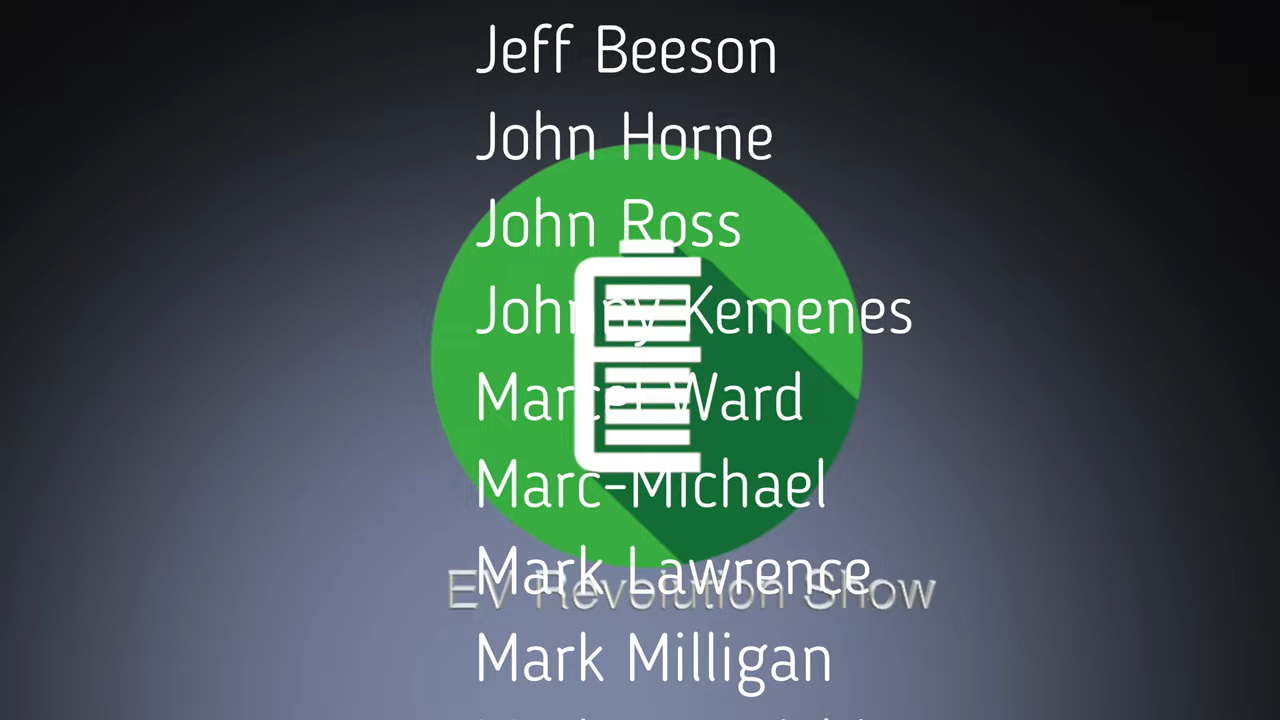 Jeff Beeson
John Horne
John Ross
Johnny Kemenes
Marcel Ward
Marc-Michael
Mark Lawrence
EV Revolution Show
Mark Milligan